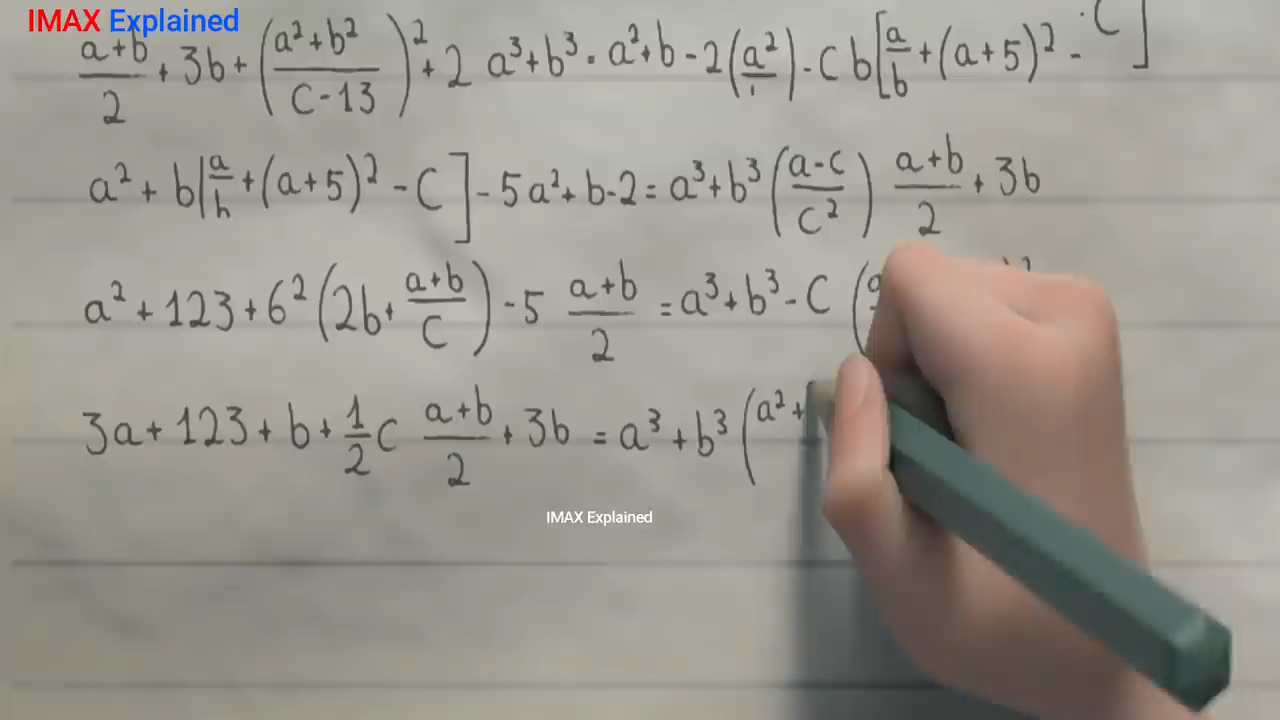 IMAX Explained
a+b/2 + 3b + (a²+b²/C-13)² + 2 a³+b³ · a²+b - 2(a²/) - C b[a/b + (a+5)² - C]
a² + b[a/b + (a+5)² - C] - 5a² + b - 2 = a³+b³ (a-C/C²) a+b/2 + 3b
a² + 123 + 6² (2b + a+b/C) - 5 a+b/2 = a³+b³ - C (
3a + 123 + b + 1/2 C a+b/2 + 3b = a³ + b³ (a² +
IMAX Explained